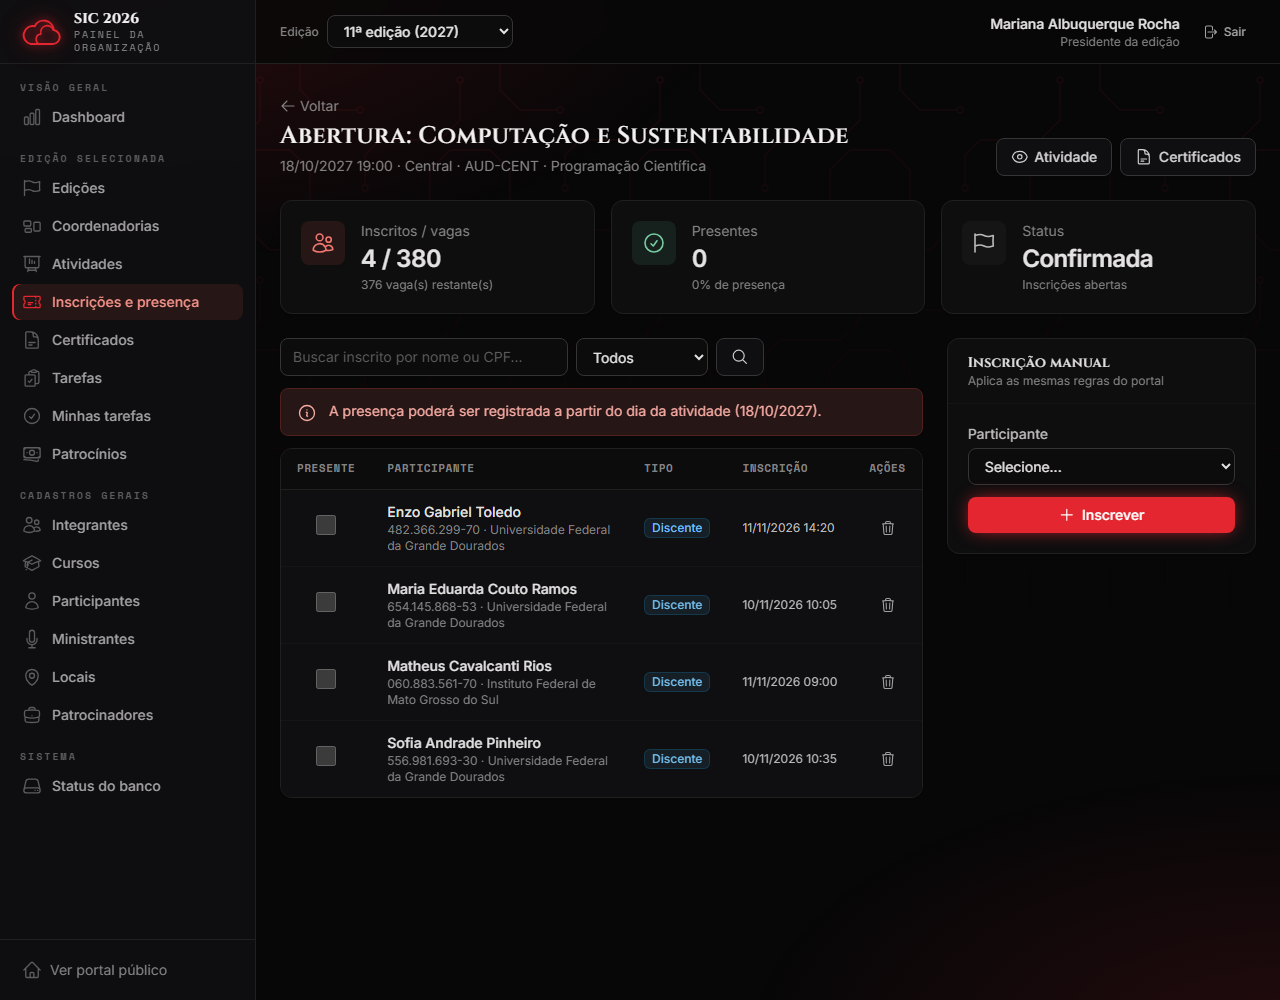 SIC 2026
PAINEL DA
ORGANIZAÇÃO
Edição
11ª edição (2027)
Mariana Albuquerque Rocha
Presidente da edição
Sair
VISÃO GERAL
Dashboard
EDIÇÃO SELECIONADA
Edições
Coordenadorias
Atividades
Inscrições e presença
Certificados
Tarefas
Minhas tarefas
Patrocínios
CADASTROS GERAIS
Integrantes
Cursos
Participantes
Ministrantes
Locais
Patrocinadores
SISTEMA
Status do banco
Ver portal público
Voltar
Abertura: Computação e Sustentabilidade
18/10/2027 19:00 · Central · AUD-CENT · Programação Científica
Atividade
Certificados
Inscritos / vagas
4 / 380
376 vaga(s) restante(s)
Presentes
0
0% de presença
Status
Confirmada
Inscrições abertas
Buscar inscrito por nome ou CPF...
Todos
A presença poderá ser registrada a partir do dia da atividade (18/10/2027).
PRESENTE PARTICIPANTE TIPO INSCRIÇÃO AÇÕES
Enzo Gabriel Toledo
482.366.299-70 · Universidade Federal
da Grande Dourados
Discente
11/11/2026 14:20
Maria Eduarda Couto Ramos
654.145.868-53 · Universidade Federal
da Grande Dourados
Discente
10/11/2026 10:05
Matheus Cavalcanti Rios
060.883.561-70 · Instituto Federal de
Mato Grosso do Sul
Discente
11/11/2026 09:00
Sofia Andrade Pinheiro
556.981.693-30 · Universidade Federal
da Grande Dourados
Discente
10/11/2026 10:35
Inscrição manual
Aplica as mesmas regras do portal
Participante
Selecione...
Inscrever